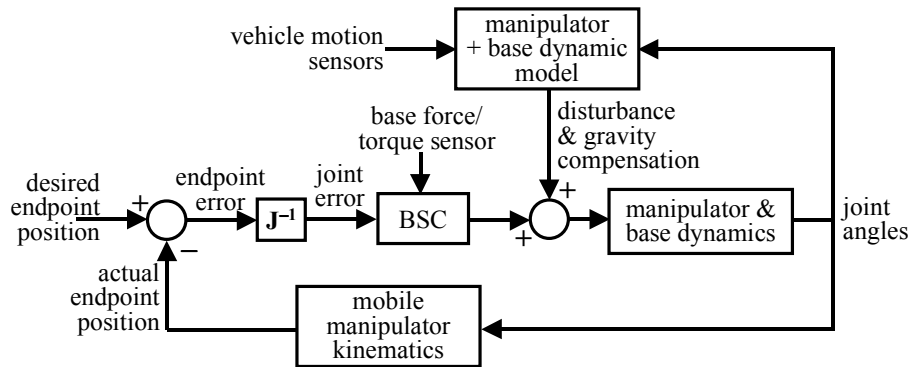 vehicle motion
sensors
manipulator
+ base dynamic
model
base force/
torque sensor
disturbance
& gravity
compensation
desired
endpoint
position
+
−
endpoint
error
J⁻¹
joint
error
BSC
+
+
manipulator &
base dynamics
joint
angles
actual
endpoint
position
mobile
manipulator
kinematics